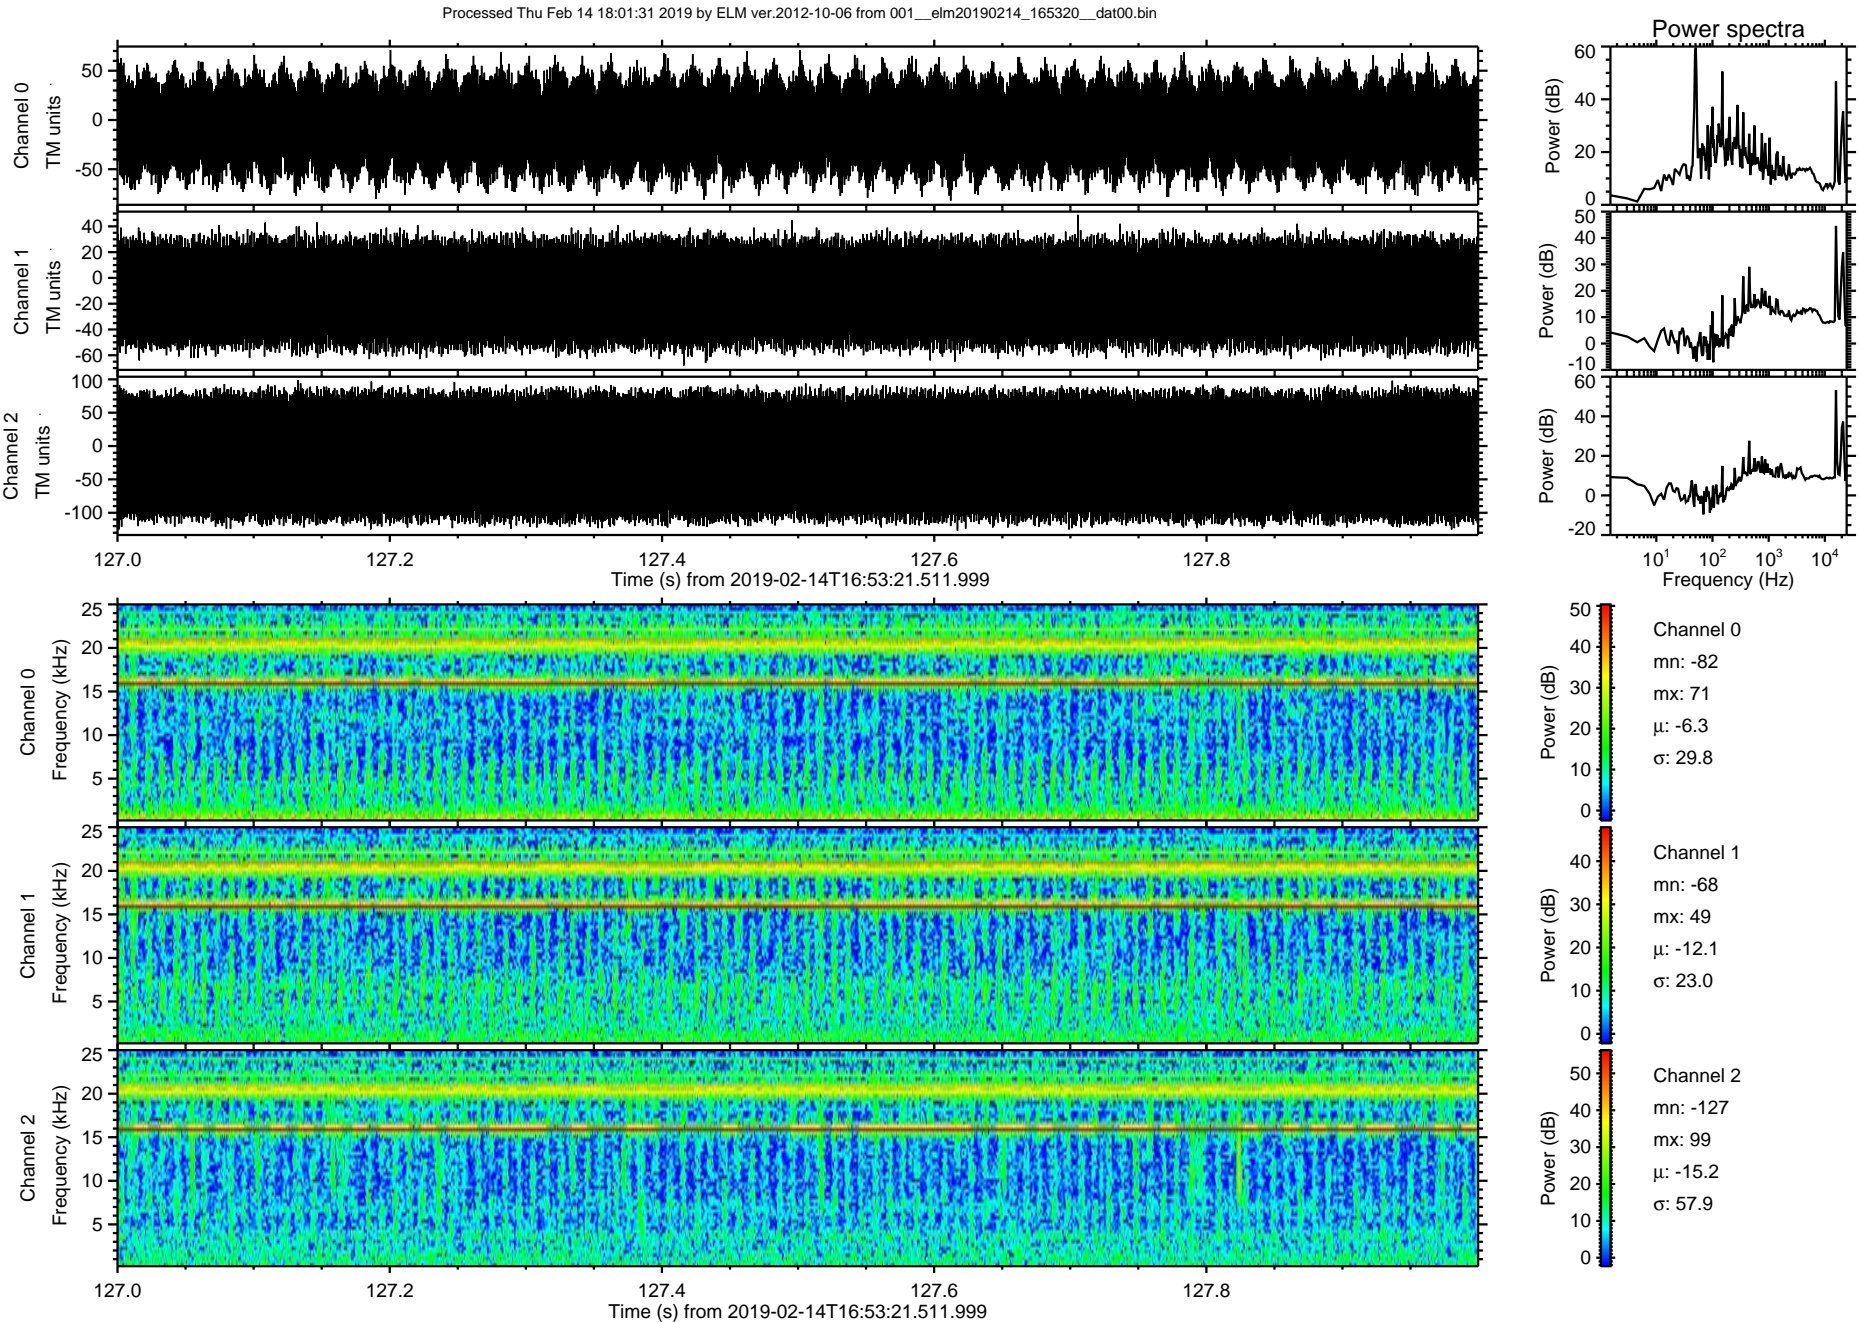 Processed Thu Feb 14 18:01:31 2019 by ELM ver.2012-10-06 from 001__elm20190214_165320__dat00.bin
Power spectra
Channel 0
TM units
50
0
-50
Power (dB)
60
40
20
0
Channel 1
TM units
40
20
0
-20
-40
-60
Power (dB)
50
40
30
20
10
0
-10
Channel 2
TM units
100
50
0
-50
-100
Power (dB)
60
40
20
0
-20
127.0 127.2 127.4 127.6 127.8
Time (s) from 2019-02-14T16:53:21.511.999
10^1 10^2 10^3 10^4
Frequency (Hz)
Channel 0
Frequency (kHz)
25
20
15
10
5
Power (dB)
50
40
30
20
10
0
Channel 0
mn: -82
mx: 71
μ: -6.3
σ: 29.8
Channel 1
Frequency (kHz)
25
20
15
10
5
Power (dB)
40
30
20
10
0
Channel 1
mn: -68
mx: 49
μ: -12.1
σ: 23.0
Channel 2
Frequency (kHz)
25
20
15
10
5
Power (dB)
50
40
30
20
10
0
Channel 2
mn: -127
mx: 99
μ: -15.2
σ: 57.9
127.0 127.2 127.4 127.6 127.8
Time (s) from 2019-02-14T16:53:21.511.999